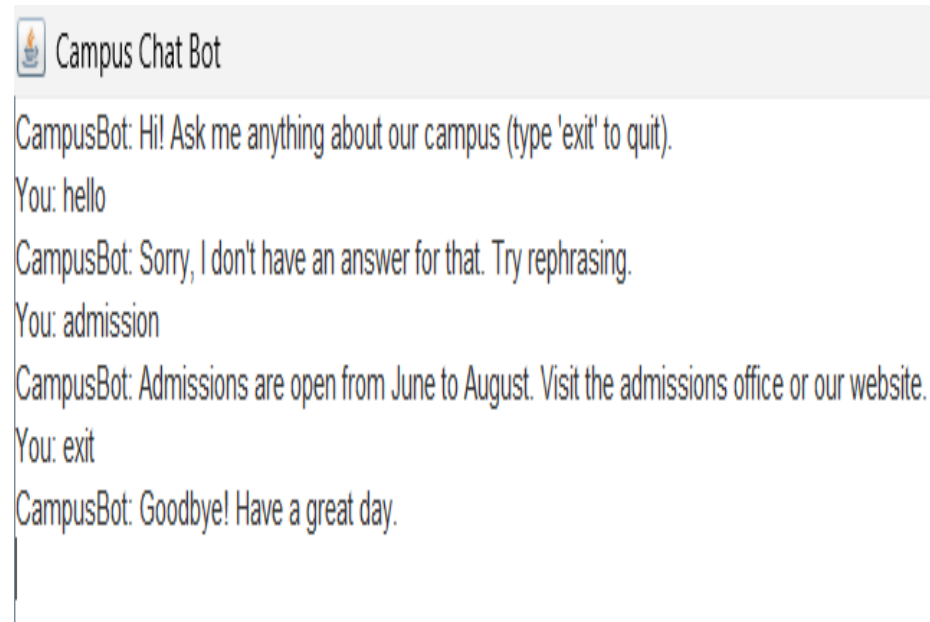 Campus Chat Bot
CampusBot: Hi! Ask me anything about our campus (type 'exit' to quit).
You: hello
CampusBot: Sorry, I don't have an answer for that. Try rephrasing.
You: admission
CampusBot: Admissions are open from June to August. Visit the admissions office or our website.
You: exit
CampusBot: Goodbye! Have a great day.